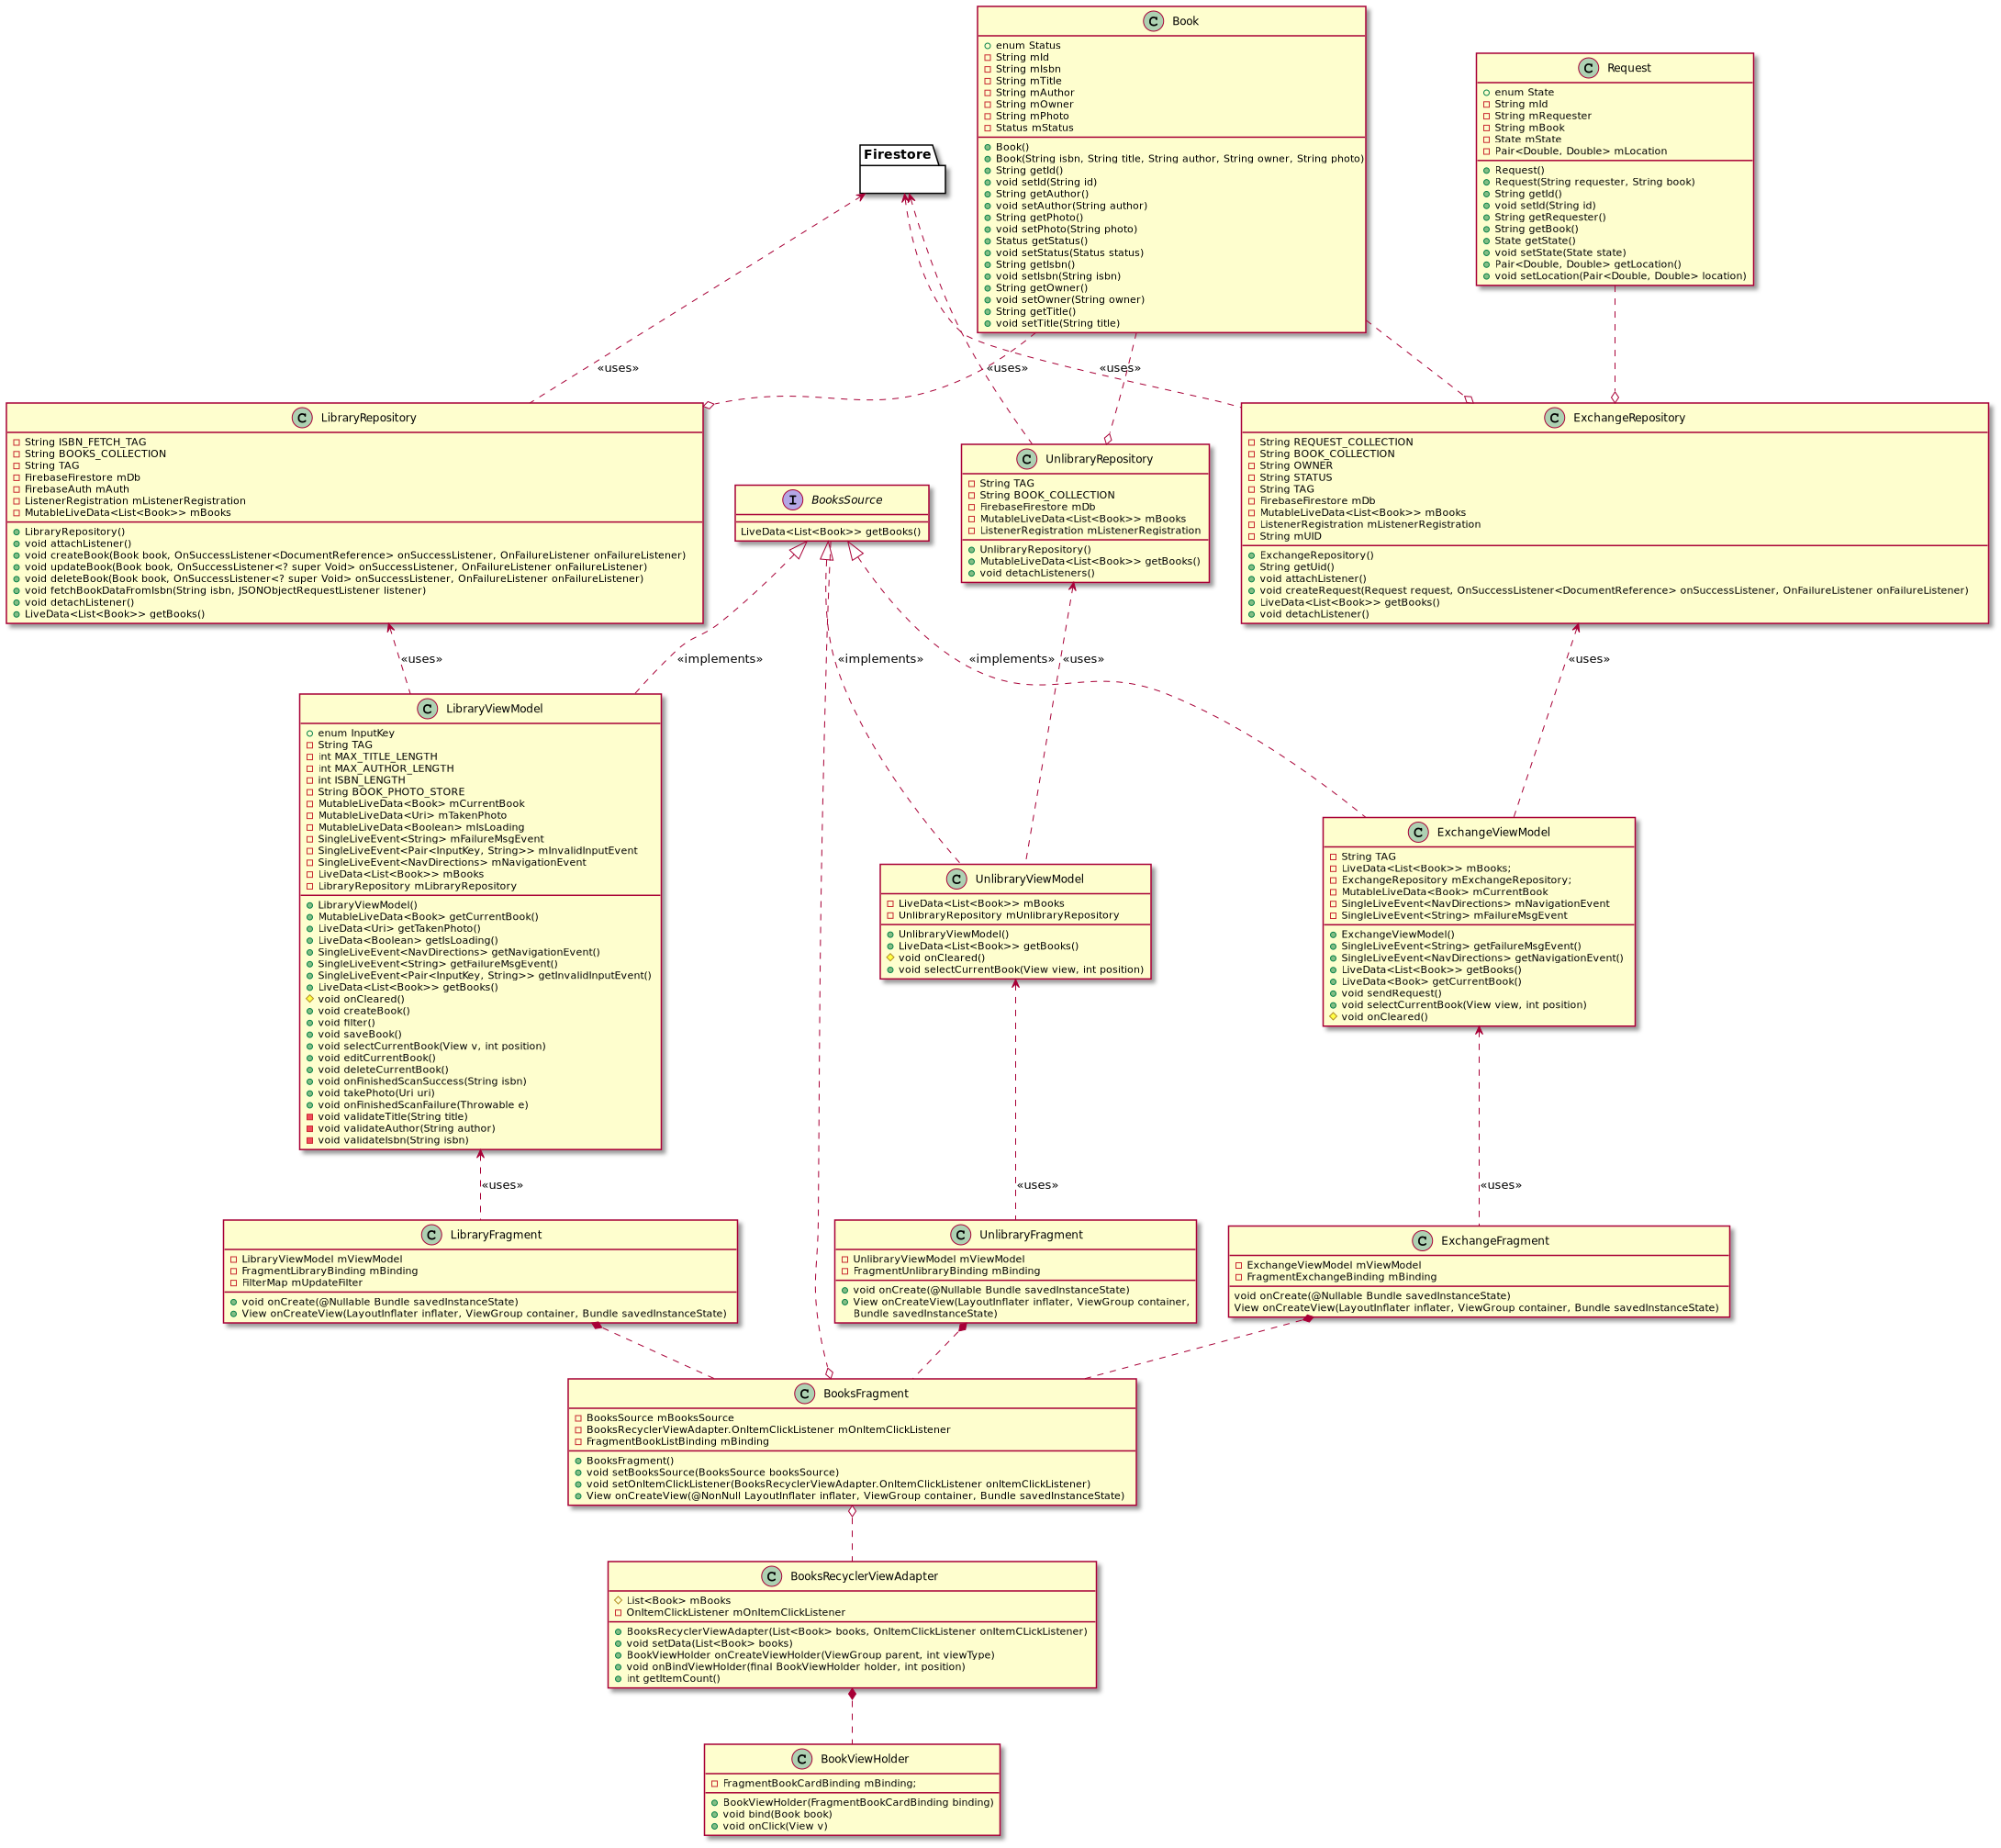 Book
enum Status
String mId
String mIsbn
String mTitle
String mAuthor
String mOwner
String mPhoto
Status mStatus
Book()
Book(String isbn, String title, String author, String owner, String photo)
String getId()
void setId(String id)
String getAuthor()
void setAuthor(String author)
String getPhoto()
void setPhoto(String photo)
Status getStatus()
void setStatus(Status status)
String getIsbn()
void setIsbn(String isbn)
String getOwner()
void setOwner(String owner)
String getTitle()
void setTitle(String title)
Request
enum State
String mId
String mRequester
String mBook
State mState
Pair<Double, Double> mLocation
Request()
Request(String requester, String book)
String getId()
void setId(String id)
String getRequester()
String getBook()
State getState()
void setState(State state)
Pair<Double, Double> getLocation()
void setLocation(Pair<Double, Double> location)
Firestore
«uses»
«uses»
«uses»
LibraryRepository
String ISBN_FETCH_TAG
String BOOKS_COLLECTION
String TAG
FirebaseFirestore mDb
FirebaseAuth mAuth
ListenerRegistration mListenerRegistration
MutableLiveData<List<Book>> mBooks
LibraryRepository()
void attachListener()
void createBook(Book book, OnSuccessListener<DocumentReference> onSuccessListener, OnFailureListener onFailureListener)
void updateBook(Book book, OnSuccessListener<? super Void> onSuccessListener, OnFailureListener onFailureListener)
void deleteBook(Book book, OnSuccessListener<? super Void> onSuccessListener, OnFailureListener onFailureListener)
void fetchBookDataFromIsbn(String isbn, JSONObjectRequestListener listener)
void detachListener()
LiveData<List<Book>> getBooks()
BooksSource
LiveData<List<Book>> getBooks()
UnlibraryRepository
String TAG
String BOOK_COLLECTION
FirebaseFirestore mDb
MutableLiveData<List<Book>> mBooks
ListenerRegistration mListenerRegistration
UnlibraryRepository()
MutableLiveData<List<Book>> getBooks()
void detachListeners()
ExchangeRepository
String REQUEST_COLLECTION
String BOOK_COLLECTION
String OWNER
String STATUS
String TAG
FirebaseFirestore mDb
MutableLiveData<List<Book>> mBooks
ListenerRegistration mListenerRegistration
String mUID
ExchangeRepository()
String getUid()
void attachListener()
void createRequest(Request request, OnSuccessListener<DocumentReference> onSuccessListener, OnFailureListener onFailureListener)
LiveData<List<Book>> getBooks()
void detachListener()
«uses»
«implements»
«implements»
«implements»
«uses»
«uses»
LibraryViewModel
enum InputKey
String TAG
int MAX_TITLE_LENGTH
int MAX_AUTHOR_LENGTH
int ISBN_LENGTH
String BOOK_PHOTO_STORE
MutableLiveData<Book> mCurrentBook
MutableLiveData<Uri> mTakenPhoto
MutableLiveData<Boolean> mIsLoading
SingleLiveEvent<String> mFailureMsgEvent
SingleLiveEvent<Pair<InputKey, String>> mInvalidInputEvent
SingleLiveEvent<NavDirections> mNavigationEvent
LiveData<List<Book>> mBooks
LibraryRepository mLibraryRepository
LibraryViewModel()
MutableLiveData<Book> getCurrentBook()
LiveData<Uri> getTakenPhoto()
LiveData<Boolean> getIsLoading()
SingleLiveEvent<NavDirections> getNavigationEvent()
SingleLiveEvent<String> getFailureMsgEvent()
SingleLiveEvent<Pair<InputKey, String>> getInvalidInputEvent()
LiveData<List<Book>> getBooks()
void onCleared()
void createBook()
void filter()
void saveBook()
void selectCurrentBook(View v, int position)
void editCurrentBook()
void deleteCurrentBook()
void onFinishedScanSuccess(String isbn)
void takePhoto(Uri uri)
void onFinishedScanFailure(Throwable e)
void validateTitle(String title)
void validateAuthor(String author)
void validateIsbn(String isbn)
UnlibraryViewModel
LiveData<List<Book>> mBooks
UnlibraryRepository mUnlibraryRepository
UnlibraryViewModel()
LiveData<List<Book>> getBooks()
void onCleared()
void selectCurrentBook(View view, int position)
ExchangeViewModel
String TAG
LiveData<List<Book>> mBooks;
ExchangeRepository mExchangeRepository;
MutableLiveData<Book> mCurrentBook
SingleLiveEvent<NavDirections> mNavigationEvent
SingleLiveEvent<String> mFailureMsgEvent
ExchangeViewModel()
SingleLiveEvent<String> getFailureMsgEvent()
SingleLiveEvent<NavDirections> getNavigationEvent()
LiveData<List<Book>> getBooks()
LiveData<Book> getCurrentBook()
void sendRequest()
void selectCurrentBook(View view, int position)
void onCleared()
«uses»
«uses»
«uses»
LibraryFragment
LibraryViewModel mViewModel
FragmentLibraryBinding mBinding
FilterMap mUpdateFilter
void onCreate(@Nullable Bundle savedInstanceState)
View onCreateView(LayoutInflater inflater, ViewGroup container, Bundle savedInstanceState)
UnlibraryFragment
UnlibraryViewModel mViewModel
FragmentUnlibraryBinding mBinding
void onCreate(@Nullable Bundle savedInstanceState)
View onCreateView(LayoutInflater inflater, ViewGroup container,
Bundle savedInstanceState)
ExchangeFragment
ExchangeViewModel mViewModel
FragmentExchangeBinding mBinding
void onCreate(@Nullable Bundle savedInstanceState)
View onCreateView(LayoutInflater inflater, ViewGroup container, Bundle savedInstanceState)
BooksFragment
BooksSource mBooksSource
BooksRecyclerViewAdapter.OnItemClickListener mOnItemClickListener
FragmentBookListBinding mBinding
BooksFragment()
void setBooksSource(BooksSource booksSource)
void setOnItemClickListener(BooksRecyclerViewAdapter.OnItemClickListener onItemClickListener)
View onCreateView(@NonNull LayoutInflater inflater, ViewGroup container, Bundle savedInstanceState)
BooksRecyclerViewAdapter
List<Book> mBooks
OnItemClickListener mOnItemClickListener
BooksRecyclerViewAdapter(List<Book> books, OnItemClickListener onItemCLickListener)
void setData(List<Book> books)
BookViewHolder onCreateViewHolder(ViewGroup parent, int viewType)
void onBindViewHolder(final BookViewHolder holder, int position)
int getItemCount()
BookViewHolder
FragmentBookCardBinding mBinding;
BookViewHolder(FragmentBookCardBinding binding)
void bind(Book book)
void onClick(View v)